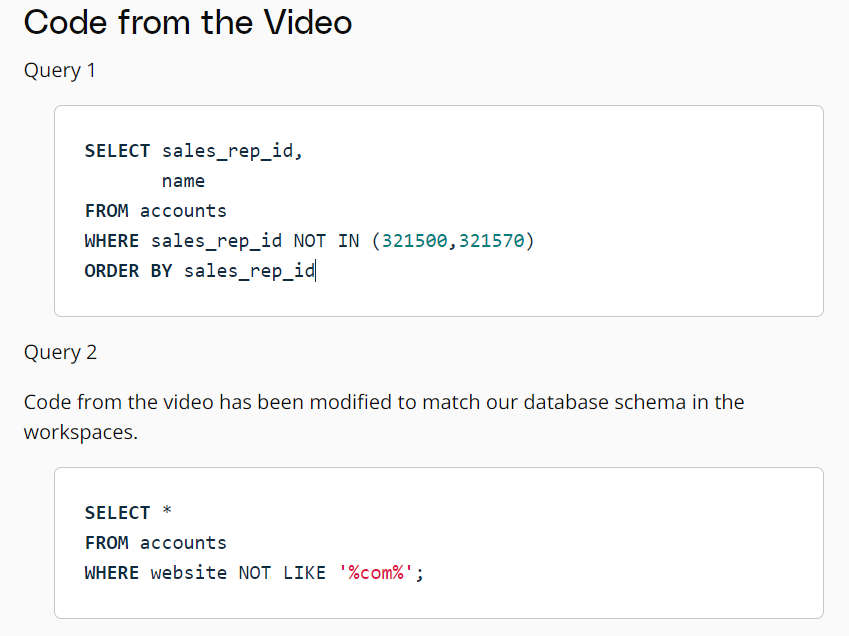 Code from the Video
Query 1
SELECT sales_rep_id,
name
FROM accounts
WHERE sales_rep_id NOT IN (321500,321570)
ORDER BY sales_rep_id
Query 2
Code from the video has been modified to match our database schema in the
workspaces.
SELECT *
FROM accounts
WHERE website NOT LIKE '%com%';